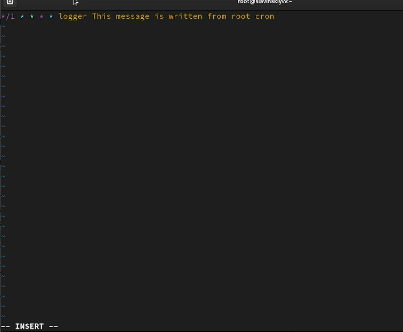 */1 * * * * logger This message is written from root cron
-- INSERT --